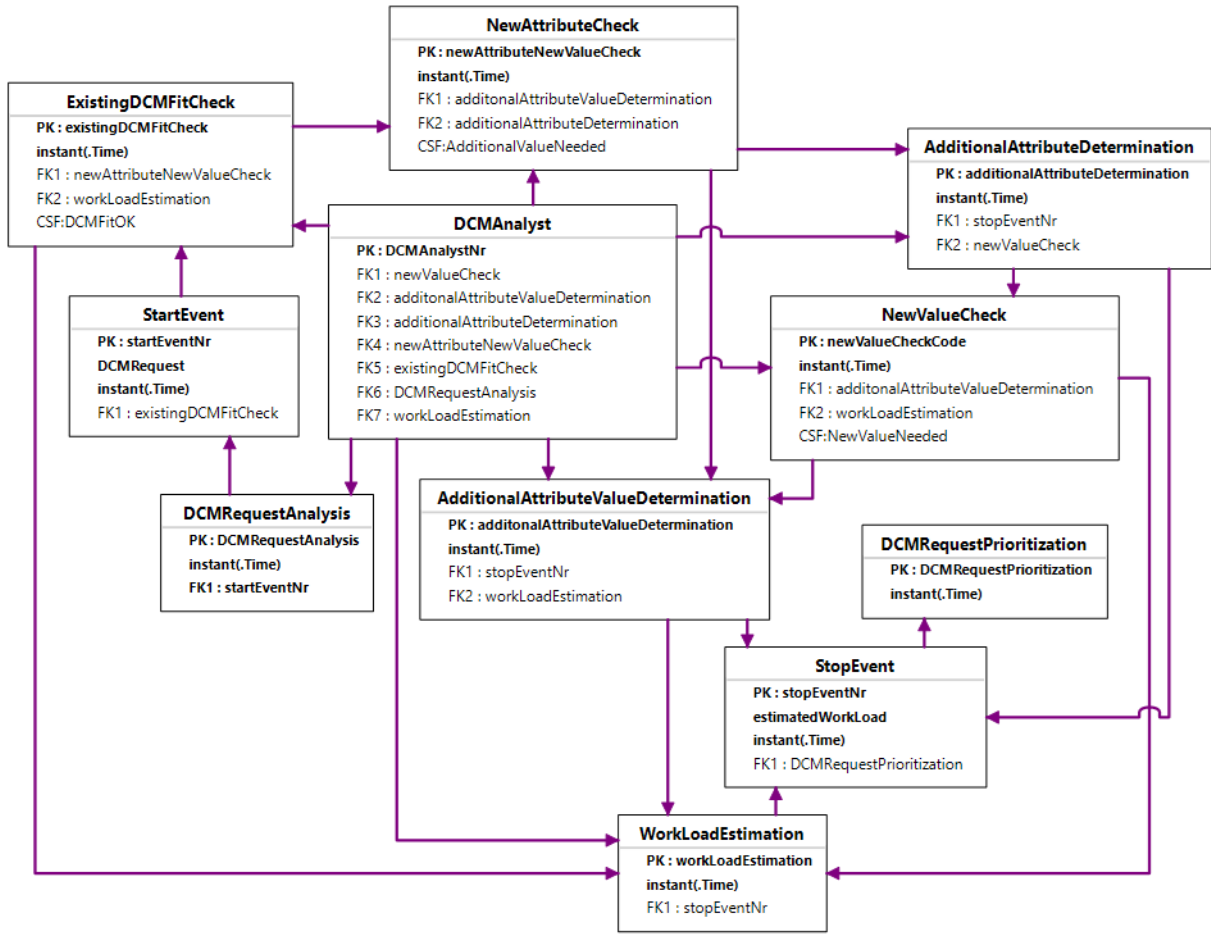 NewAttributeCheck
PK : newAttributeNewValueCheck
instant(.Time)
FK1 : additonalAttributeValueDetermination
FK2 : additionalAttributeDetermination
CSF:AdditionalValueNeeded
ExistingDCMFitCheck
PK : existingDCMFitCheck
instant(.Time)
FK1 : newAttributeNewValueCheck
FK2 : workLoadEstimation
CSF:DCMFitOK
AdditionalAttributeDetermination
PK : additionalAttributeDetermination
instant(.Time)
FK1 : stopEventNr
FK2 : newValueCheck
DCMAnalyst
PK : DCMAnalystNr
FK1 : newValueCheck
FK2 : additonalAttributeValueDetermination
FK3 : additionalAttributeDetermination
FK4 : newAttributeNewValueCheck
FK5 : existingDCMFitCheck
FK6 : DCMRequestAnalysis
FK7 : workLoadEstimation
StartEvent
PK : startEventNr
DCMRequest
instant(.Time)
FK1 : existingDCMFitCheck
NewValueCheck
PK : newValueCheckCode
instant(.Time)
FK1 : additonalAttributeValueDetermination
FK2 : workLoadEstimation
CSF:NewValueNeeded
DCMRequestAnalysis
PK : DCMRequestAnalysis
instant(.Time)
FK1 : startEventNr
AdditionalAttributeValueDetermination
PK : additonalAttributeValueDetermination
instant(.Time)
FK1 : stopEventNr
FK2 : workLoadEstimation
DCMRequestPrioritization
PK : DCMRequestPrioritization
instant(.Time)
StopEvent
PK : stopEventNr
estimatedWorkLoad
instant(.Time)
FK1 : DCMRequestPrioritization
WorkLoadEstimation
PK : workLoadEstimation
instant(.Time)
FK1 : stopEventNr